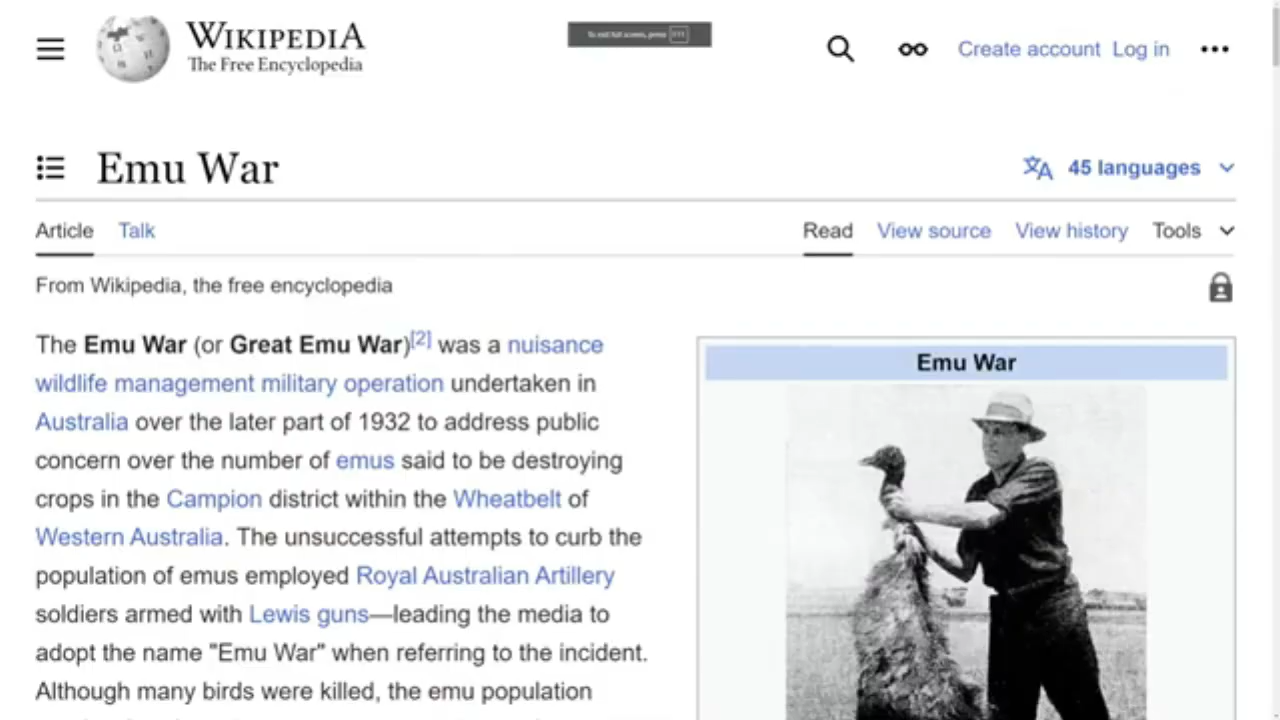 WIKIPEDIA
The Free Encyclopedia
To exit full screen, press
Create account Log in
Emu War
45 languages
Article Talk
Read View source View history Tools
From Wikipedia, the free encyclopedia
The Emu War (or Great Emu War)[2] was a nuisance
wildlife management military operation undertaken in
Australia over the later part of 1932 to address public
concern over the number of emus said to be destroying
crops in the Campion district within the Wheatbelt of
Western Australia. The unsuccessful attempts to curb the
population of emus employed Royal Australian Artillery
soldiers armed with Lewis guns—leading the media to
adopt the name "Emu War" when referring to the incident.
Although many birds were killed, the emu population
Emu War